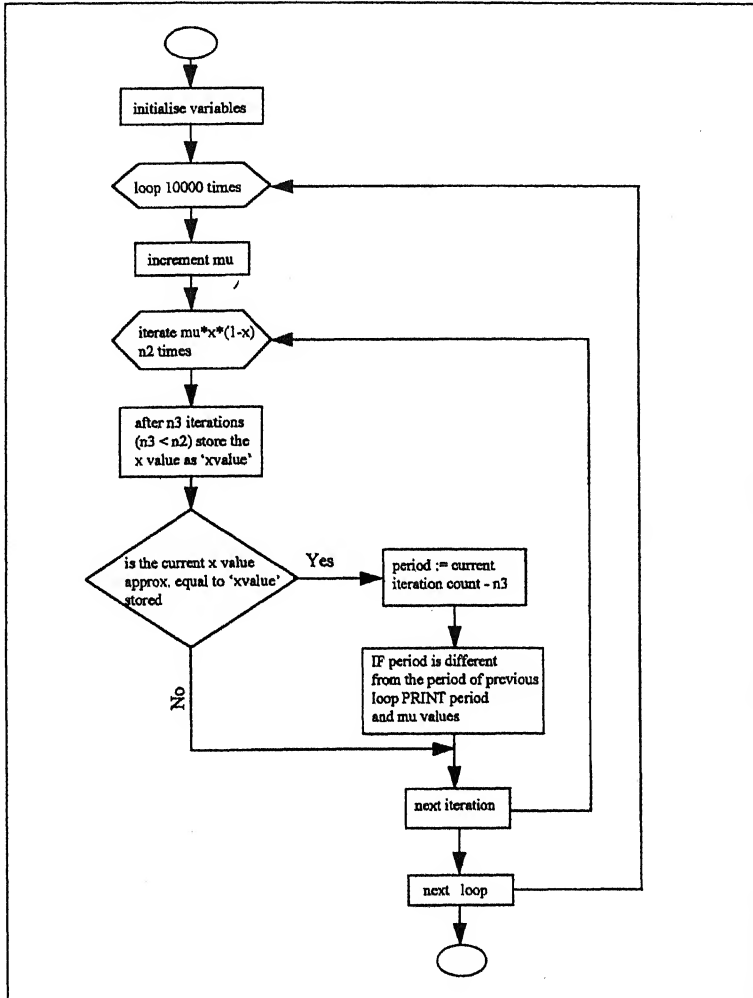 initialise variables
loop 10000 times
increment mu
iterate mu*x*(1-x)
n2 times
after n3 iterations
(n3 < n2) store the
x value as ‘xvalue’
is the current x value
approx. equal to ‘xvalue’
stored
Yes
No
period := current
iteration count - n3
IF period is different
from the period of previous
loop PRINT period
and mu values
next iteration
next loop